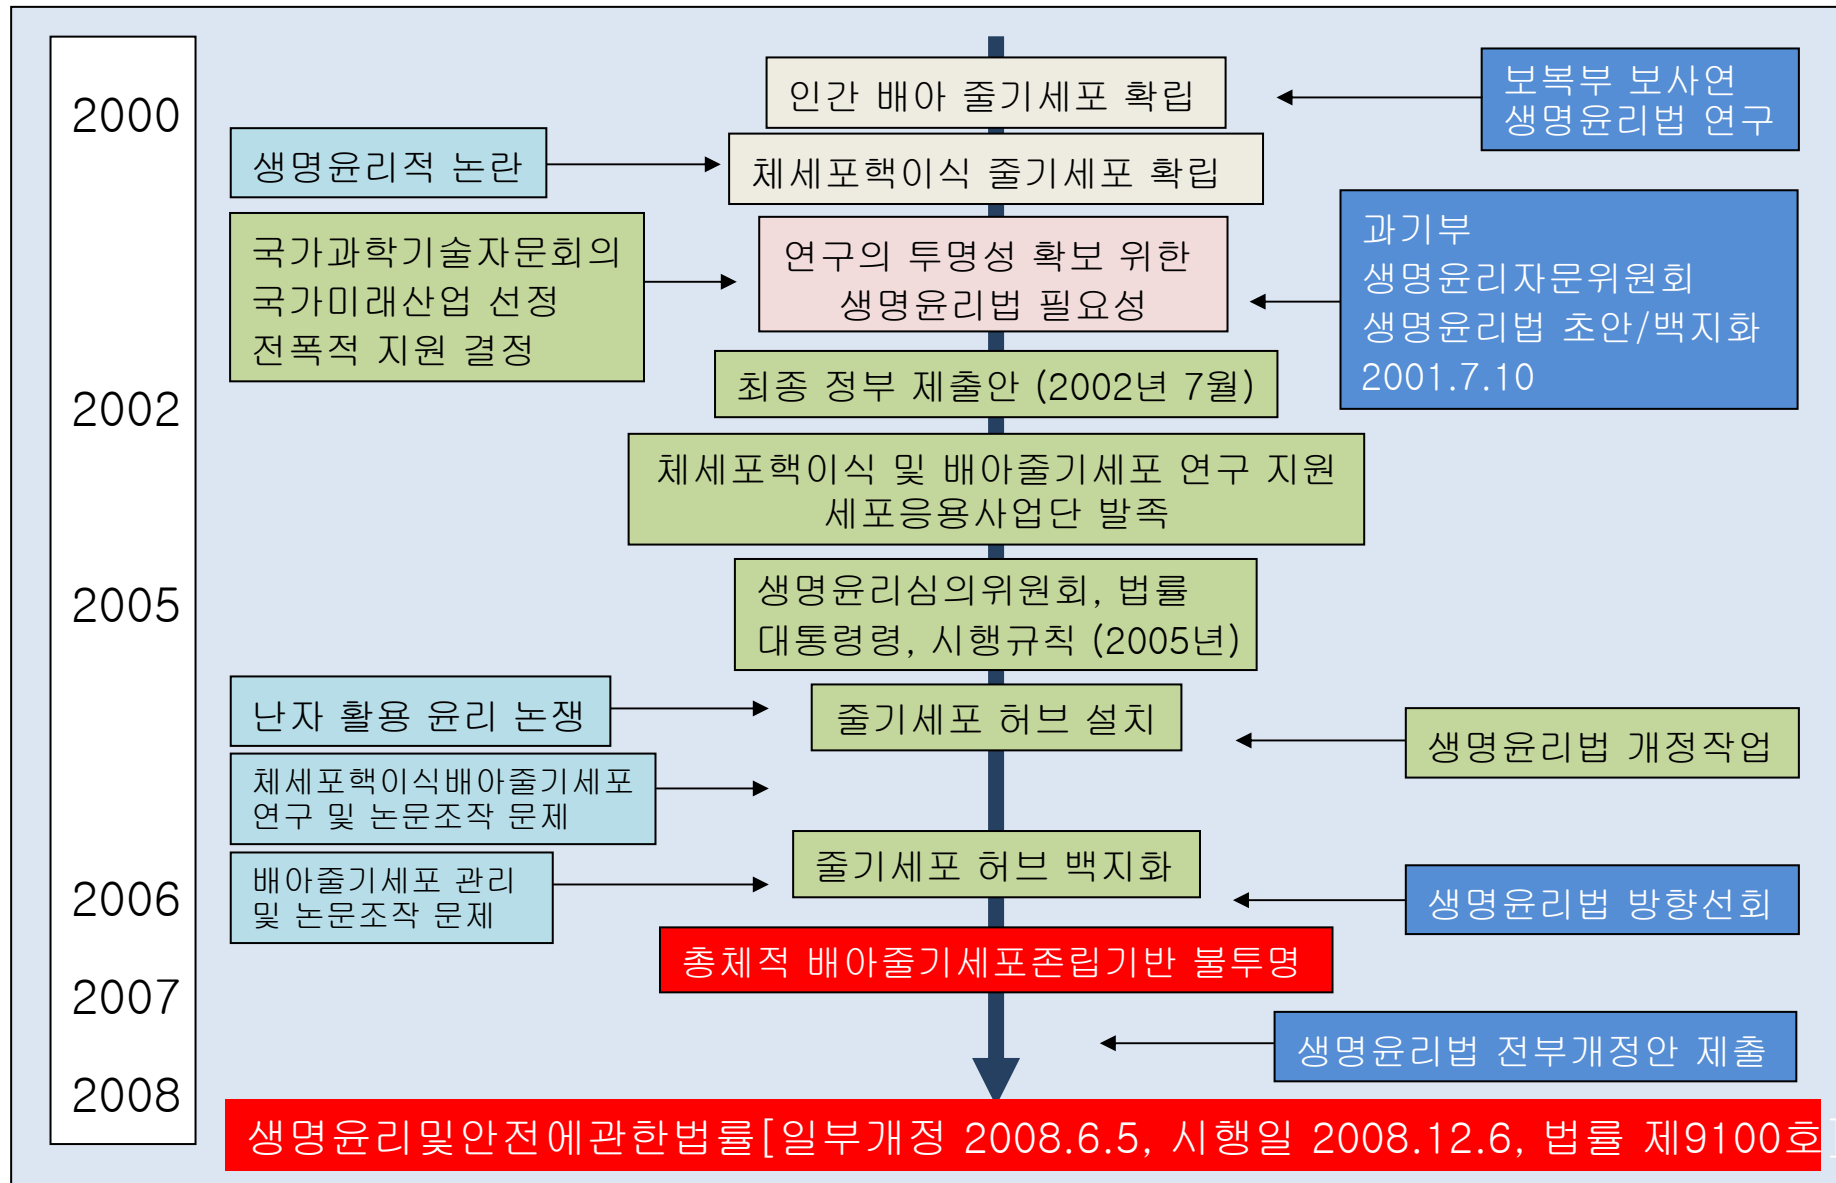 2000
인간 배아 줄기세포 확립
보복부 보사연
생명윤리법 연구
생명윤리적 논란
체세포핵이식 줄기세포 확립
국가과학기술자문회의
국가미래산업 선정
전폭적 지원 결정
연구의 투명성 확보 위한
생명윤리법 필요성
과기부
생명윤리자문위원회
생명윤리법 초안/백지화
2001.7.10
2002
최종 정부 제출안 (2002년 7월)
체세포핵이식 및 배아줄기세포 연구 지원
세포응용사업단 발족
2005
생명윤리심의위원회, 법률
대통령령, 시행규칙 (2005년)
난자 활용 윤리 논쟁
줄기세포 허브 설치
생명윤리법 개정작업
체세포핵이식배아줄기세포
연구 및 논문조작 문제
줄기세포 허브 백지화
2006
배아줄기세포 관리
및 논문조작 문제
생명윤리법 방향선회
총체적 배아줄기세포존립기반 불투명
2007
생명윤리법 전부개정안 제출
2008
생명윤리및안전에관한법률[일부개정 2008.6.5, 시행일 2008.12.6, 법률 제9100호]